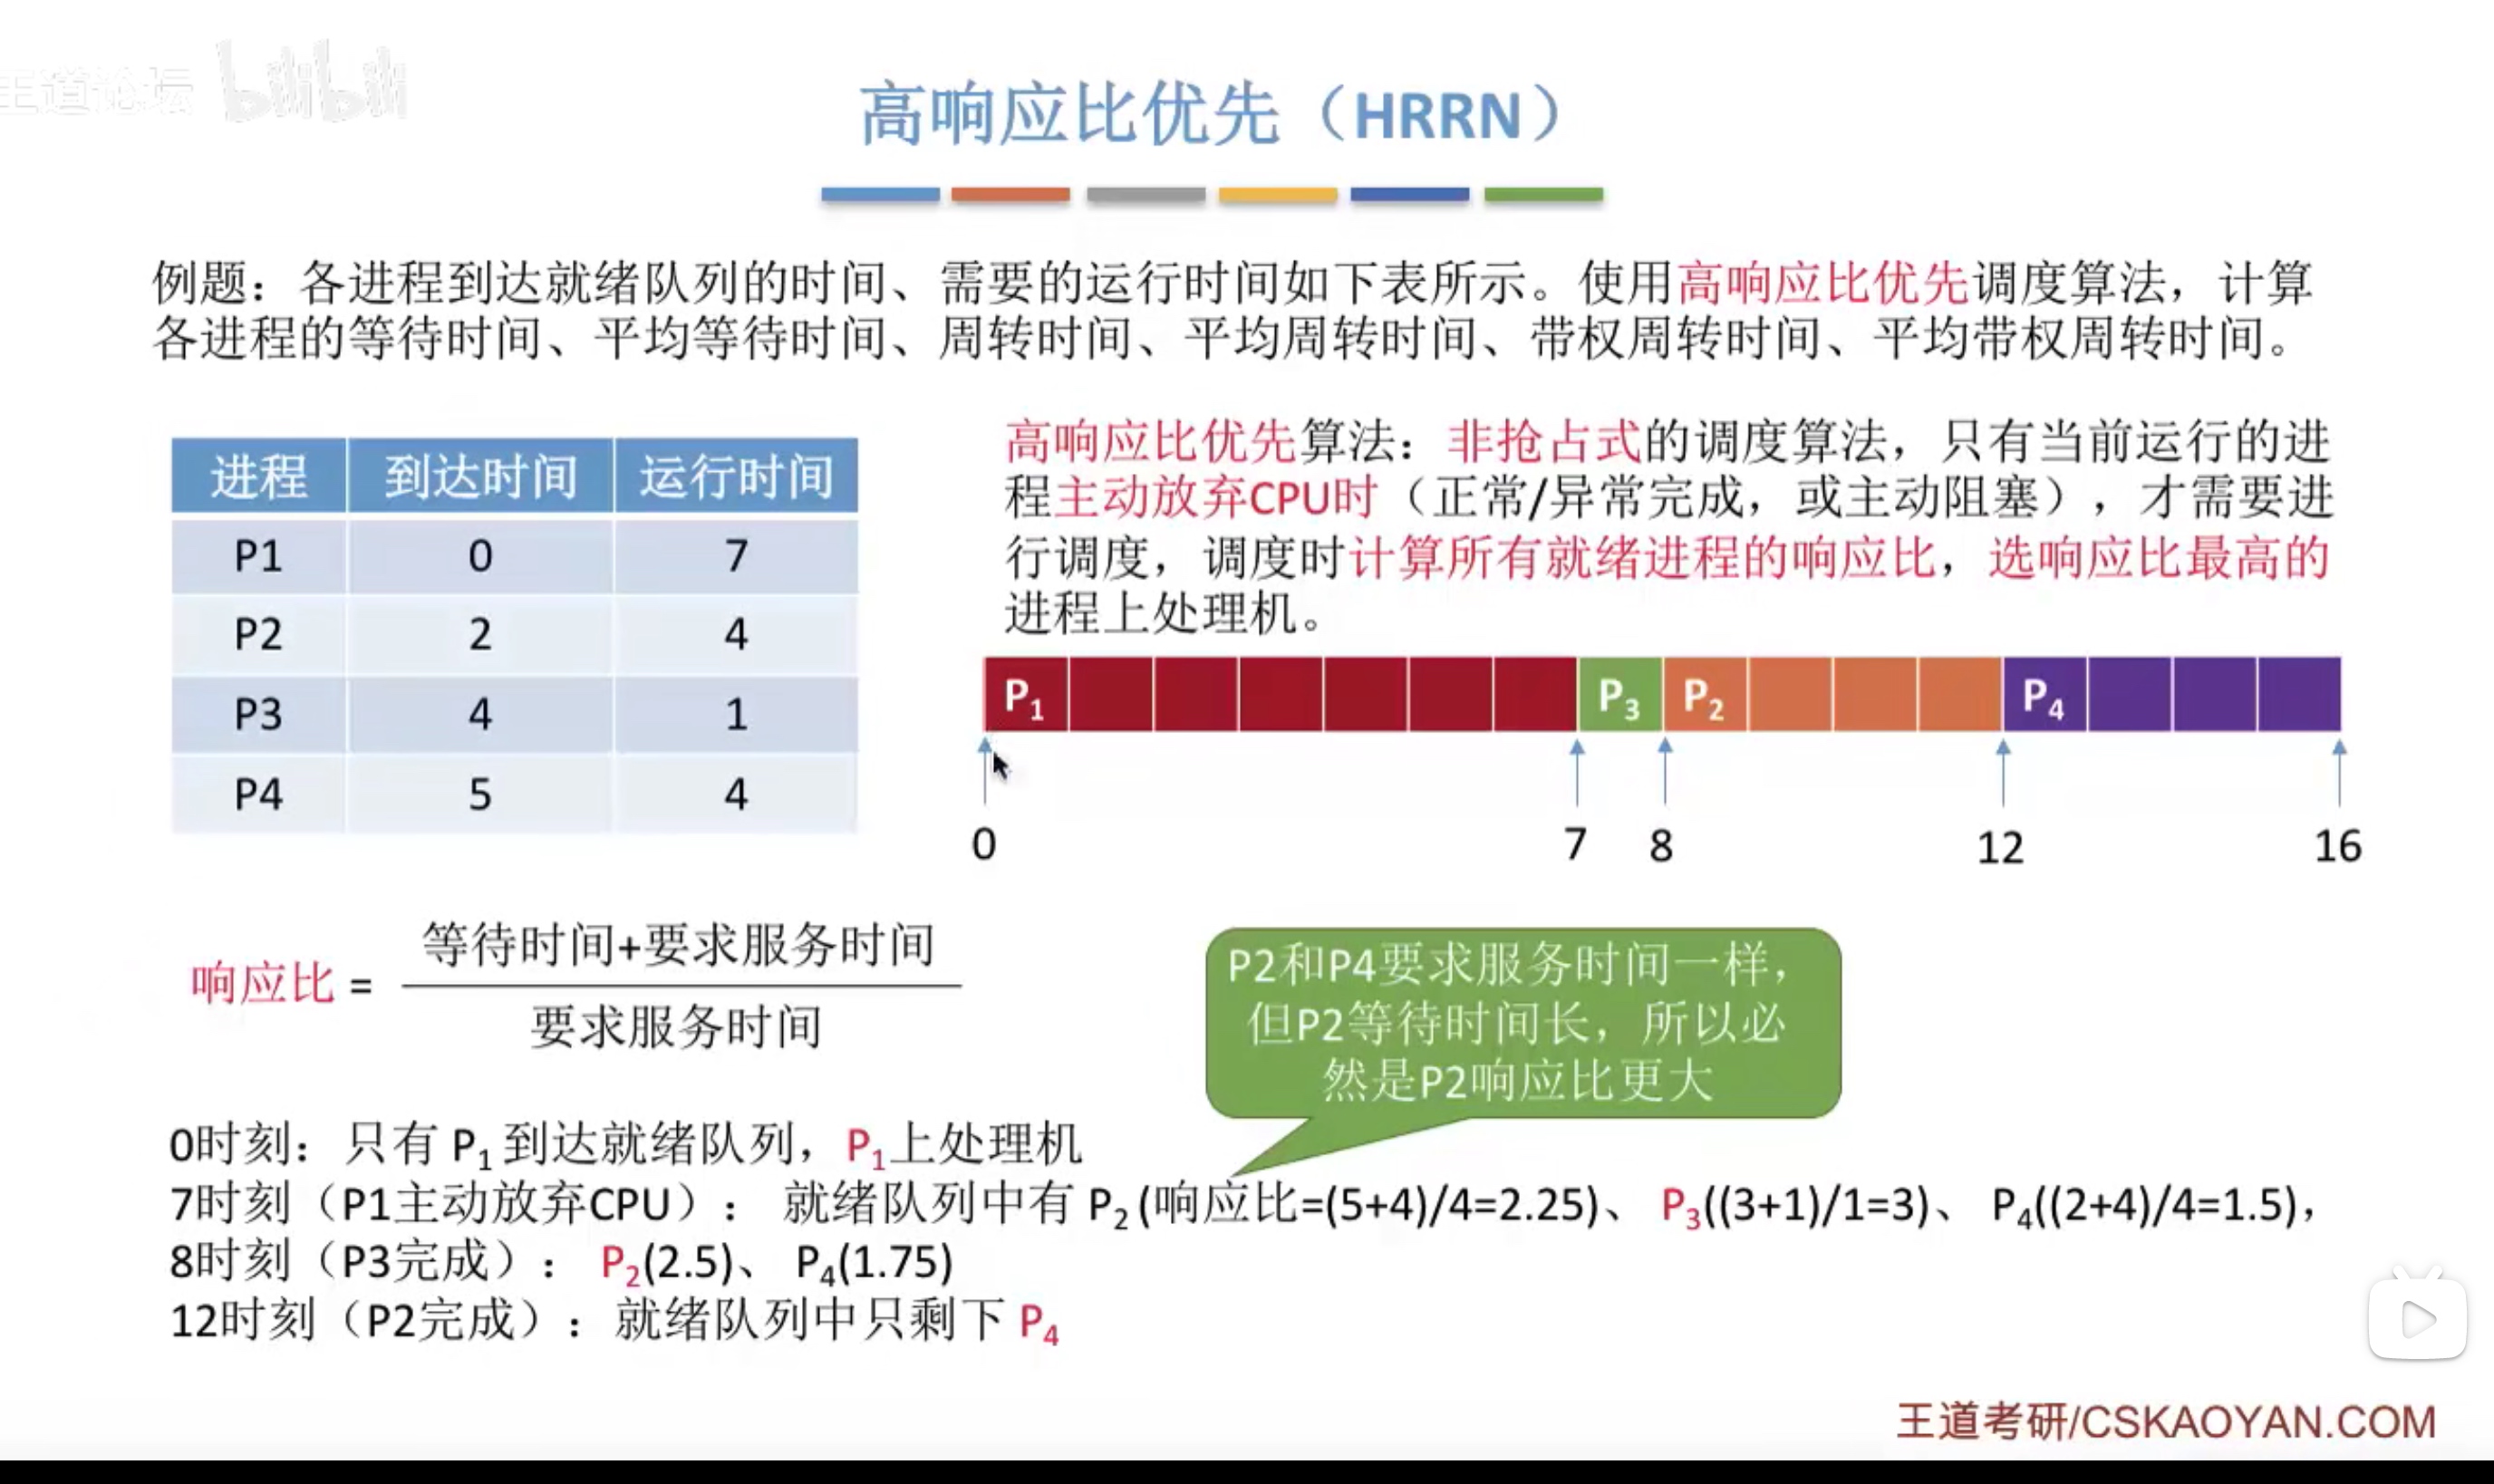 王道论坛 bilibili
高响应比优先（HRRN）
例题：各进程到达就绪队列的时间、需要的运行时间如下表所示。使用高响应比优先调度算法，计算
各进程的等待时间、平均等待时间、周转时间、平均周转时间、带权周转时间、平均带权周转时间。
进程 到达时间 运行时间
P1 0 7
P2 2 4
P3 4 1
P4 5 4
高响应比优先算法：非抢占式的调度算法，只有当前运行的进
程主动放弃CPU时（正常/异常完成，或主动阻塞），才需要进
行调度，调度时计算所有就绪进程的响应比，选响应比最高的
进程上处理机。
P1 P3 P2 P4
0 7 8 12 16
等待时间+要求服务时间
响应比 =
要求服务时间
P2和P4要求服务时间一样，
但P2等待时间长，所以必
然是P2响应比更大
0时刻：只有 P1 到达就绪队列，P1上处理机
7时刻（P1主动放弃CPU）： 就绪队列中有 P2 (响应比=(5+4)/4=2.25)、 P3((3+1)/1=3)、 P4((2+4)/4=1.5)，
8时刻（P3完成）： P2(2.5)、 P4(1.75)
12时刻（P2完成）：就绪队列中只剩下 P4
王道考研/CSKAOYAN.COM